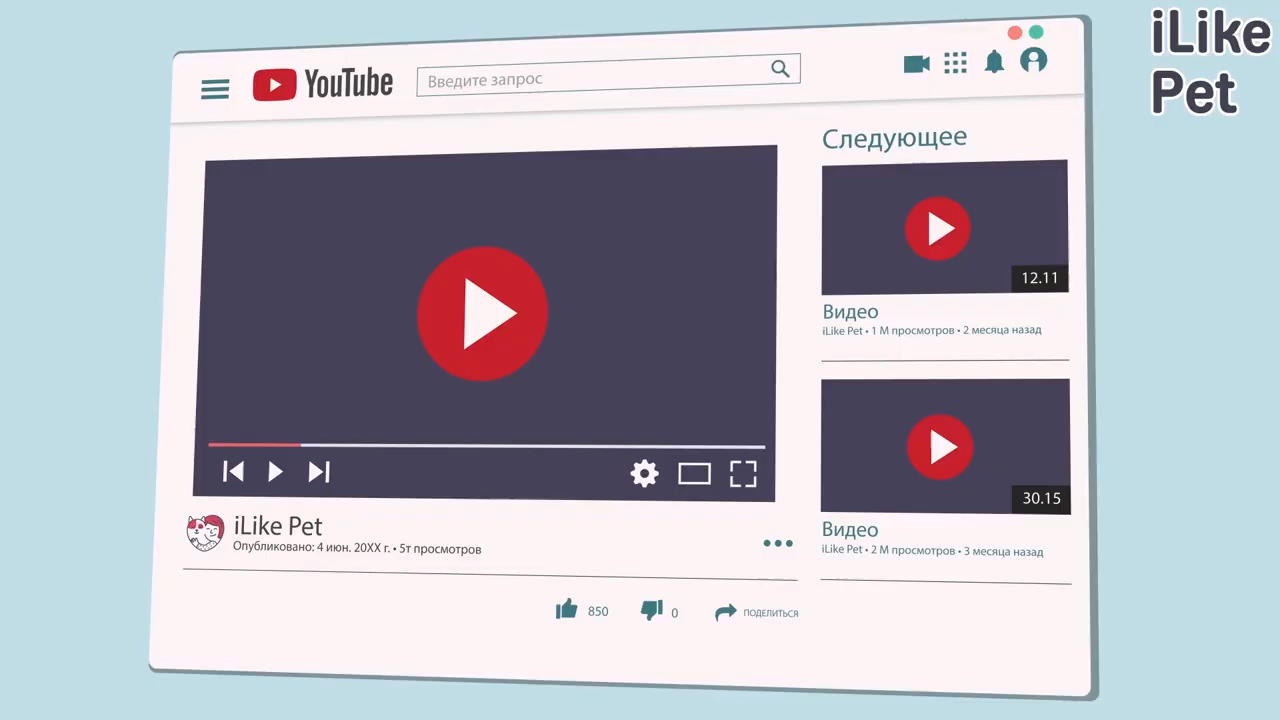 iLike
Pet
YouTube
Введите запрос
Следующее
12.11
Видео
iLike Pet • 1 М просмотров • 2 месяца назад
30.15
Видео
iLike Pet • 2 М просмотров • 3 месяца назад
iLike Pet
Опубликовано: 4 июн. 20XX г. • 5т просмотров
850
0
ПОДЕЛИТЬСЯ